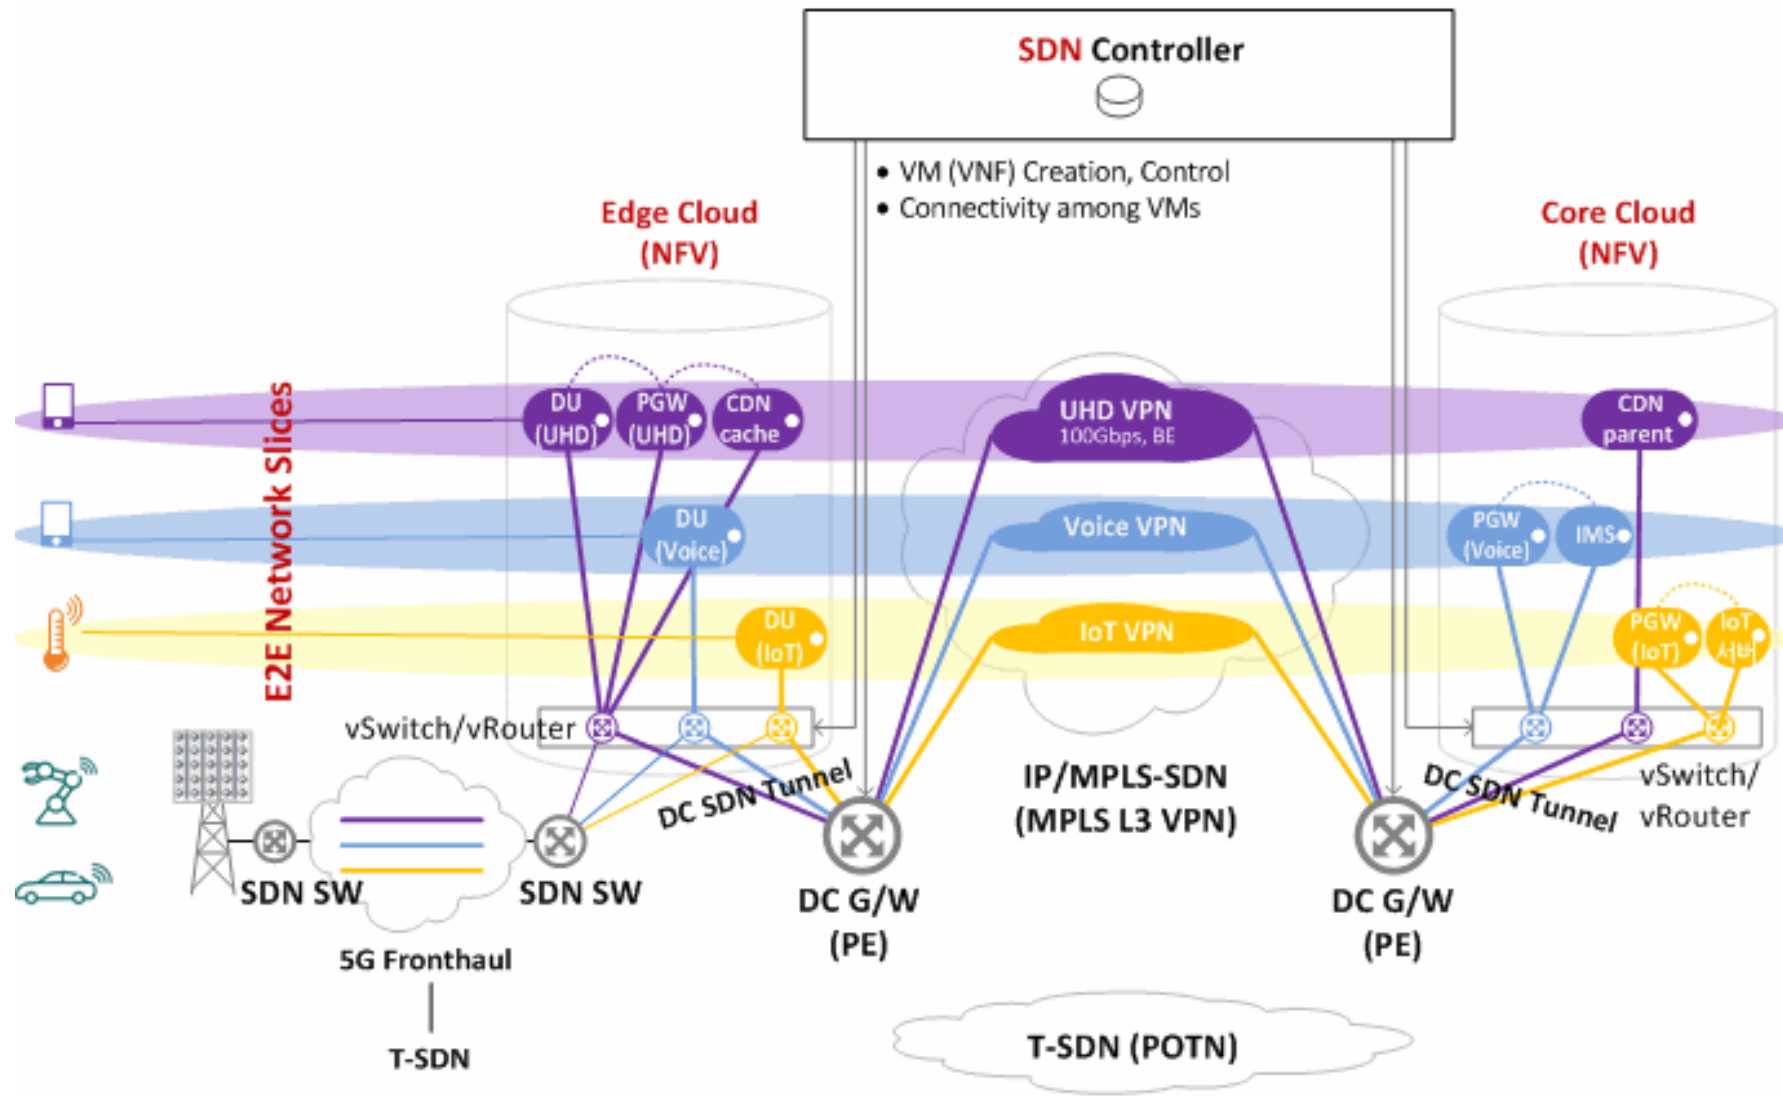 SDN Controller
• VM (VNF) Creation, Control
• Connectivity among VMs
Edge Cloud
(NFV)
Core Cloud
(NFV)
E2E Network Slices
DU
(UHD)
PGW
(UHD)
CDN
cache
UHD VPN
100Gbps, BE
CDN
parent
DU
(Voice)
Voice VPN
PGW
(Voice)
IMS
DU
(IoT)
IoT VPN
PGW
(IoT)
IoT
서버
vSwitch/vRouter
DC SDN Tunnel
IP/MPLS-SDN
(MPLS L3 VPN)
DC SDN Tunnel
vSwitch/
vRouter
SDN SW
SDN SW
DC G/W
(PE)
DC G/W
(PE)
5G Fronthaul
T-SDN
T-SDN (POTN)